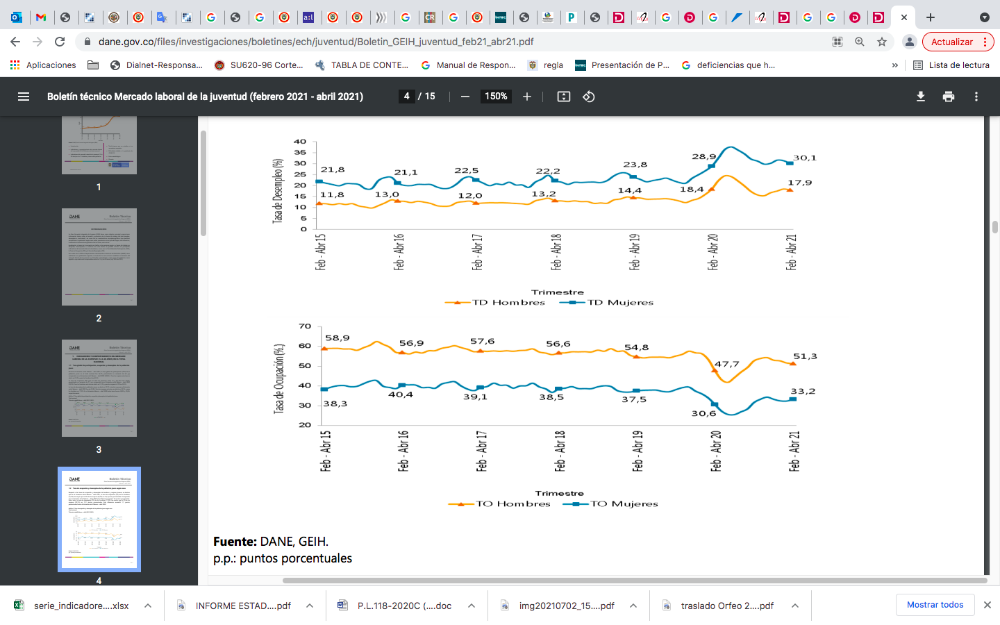 dane.gov.co/files/investigaciones/boletines/ech/juventud/Boletin_GEIH_juventud_feb21_abr21.pdf
Actualizar
Aplicaciones
Dialnet-Responsa...
SU620-96 Corte...
TABLA DE CONTE...
Manual de Respon...
regla
Presentación de P...
deficiencias que h...
»
Lista de lectura
Boletín técnico Mercado laboral de la juventud (febrero 2021 - abril 2021)
4 / 15
150%
1
2
3
4
Tasa de Desempleo (%)
40
35
30
25
20
15
10
5
0
21,8
21,1
22,5
22,2
23,8
28,9
30,1
11,8
13,0
12,0
13,2
14,4
18,4
17,9
Feb - Abr 15
Feb - Abr 16
Feb - Abr 17
Feb - Abr 18
Feb - Abr 19
Feb - Abr 20
Feb - Abr 21
Trimestre
TD Hombres
TD Mujeres
Tasa de Ocupación (%.)
70
60
50
40
30
20
58,9
56,9
57,6
56,6
54,8
47,7
51,3
38,3
40,4
39,1
38,5
37,5
30,6
33,2
Feb - Abr 15
Feb - Abr 16
Feb - Abr 17
Feb - Abr 18
Feb - Abr 19
Feb - Abr 20
Feb - Abr 21
Trimestre
TO Hombres
TO Mujeres
Fuente: DANE, GEIH.
p.p.: puntos porcentuales
serie_indicadore....xlsx
INFORME ESTAD....pdf
P.L.118-2020C (....doc
img20210702_15....pdf
traslado Orfeo 2....pdf
Mostrar todos